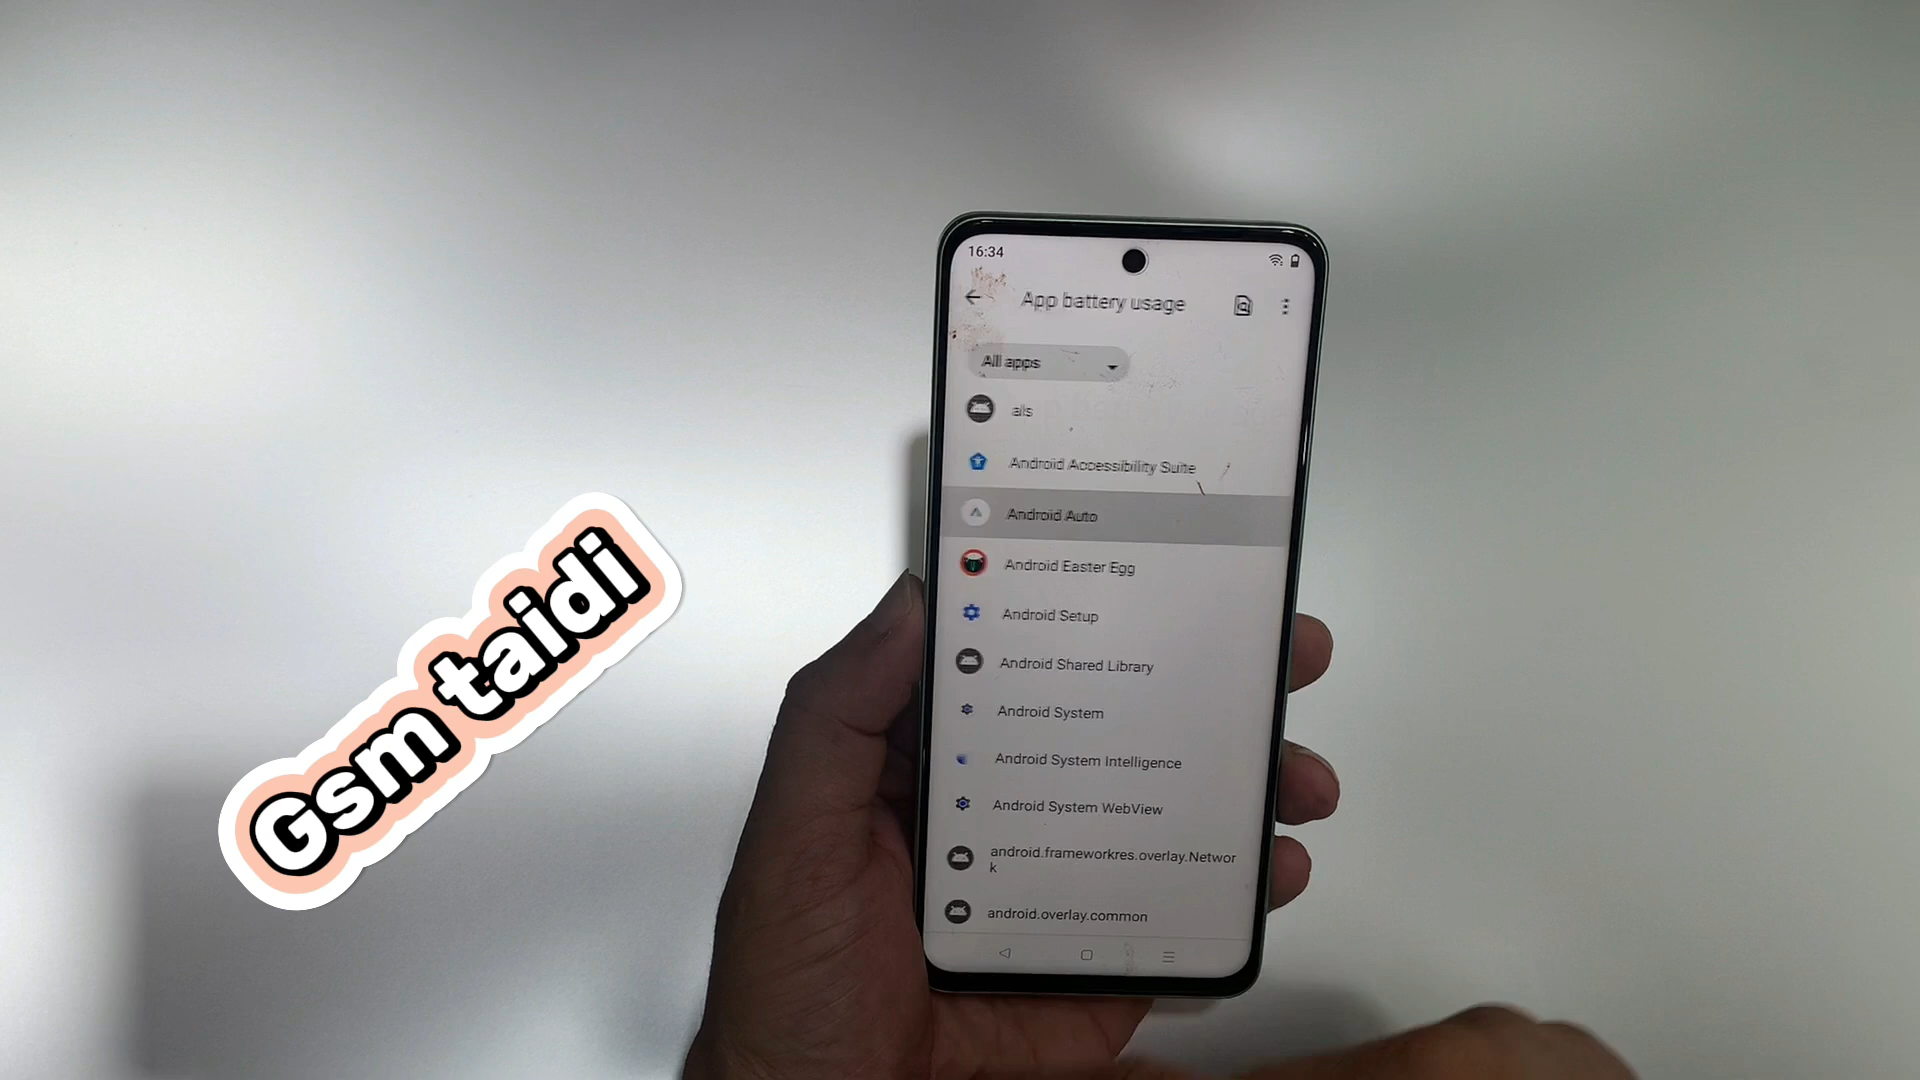 16:34
App battery usage
All apps
als
Android Accessibility Suite
Android Auto
Android Easter Egg
Android Setup
Android Shared Library
Android System
Android System Intelligence
Android System WebView
android.frameworkres.overlay.Networ
k
android.overlay.common
Gsm taidi